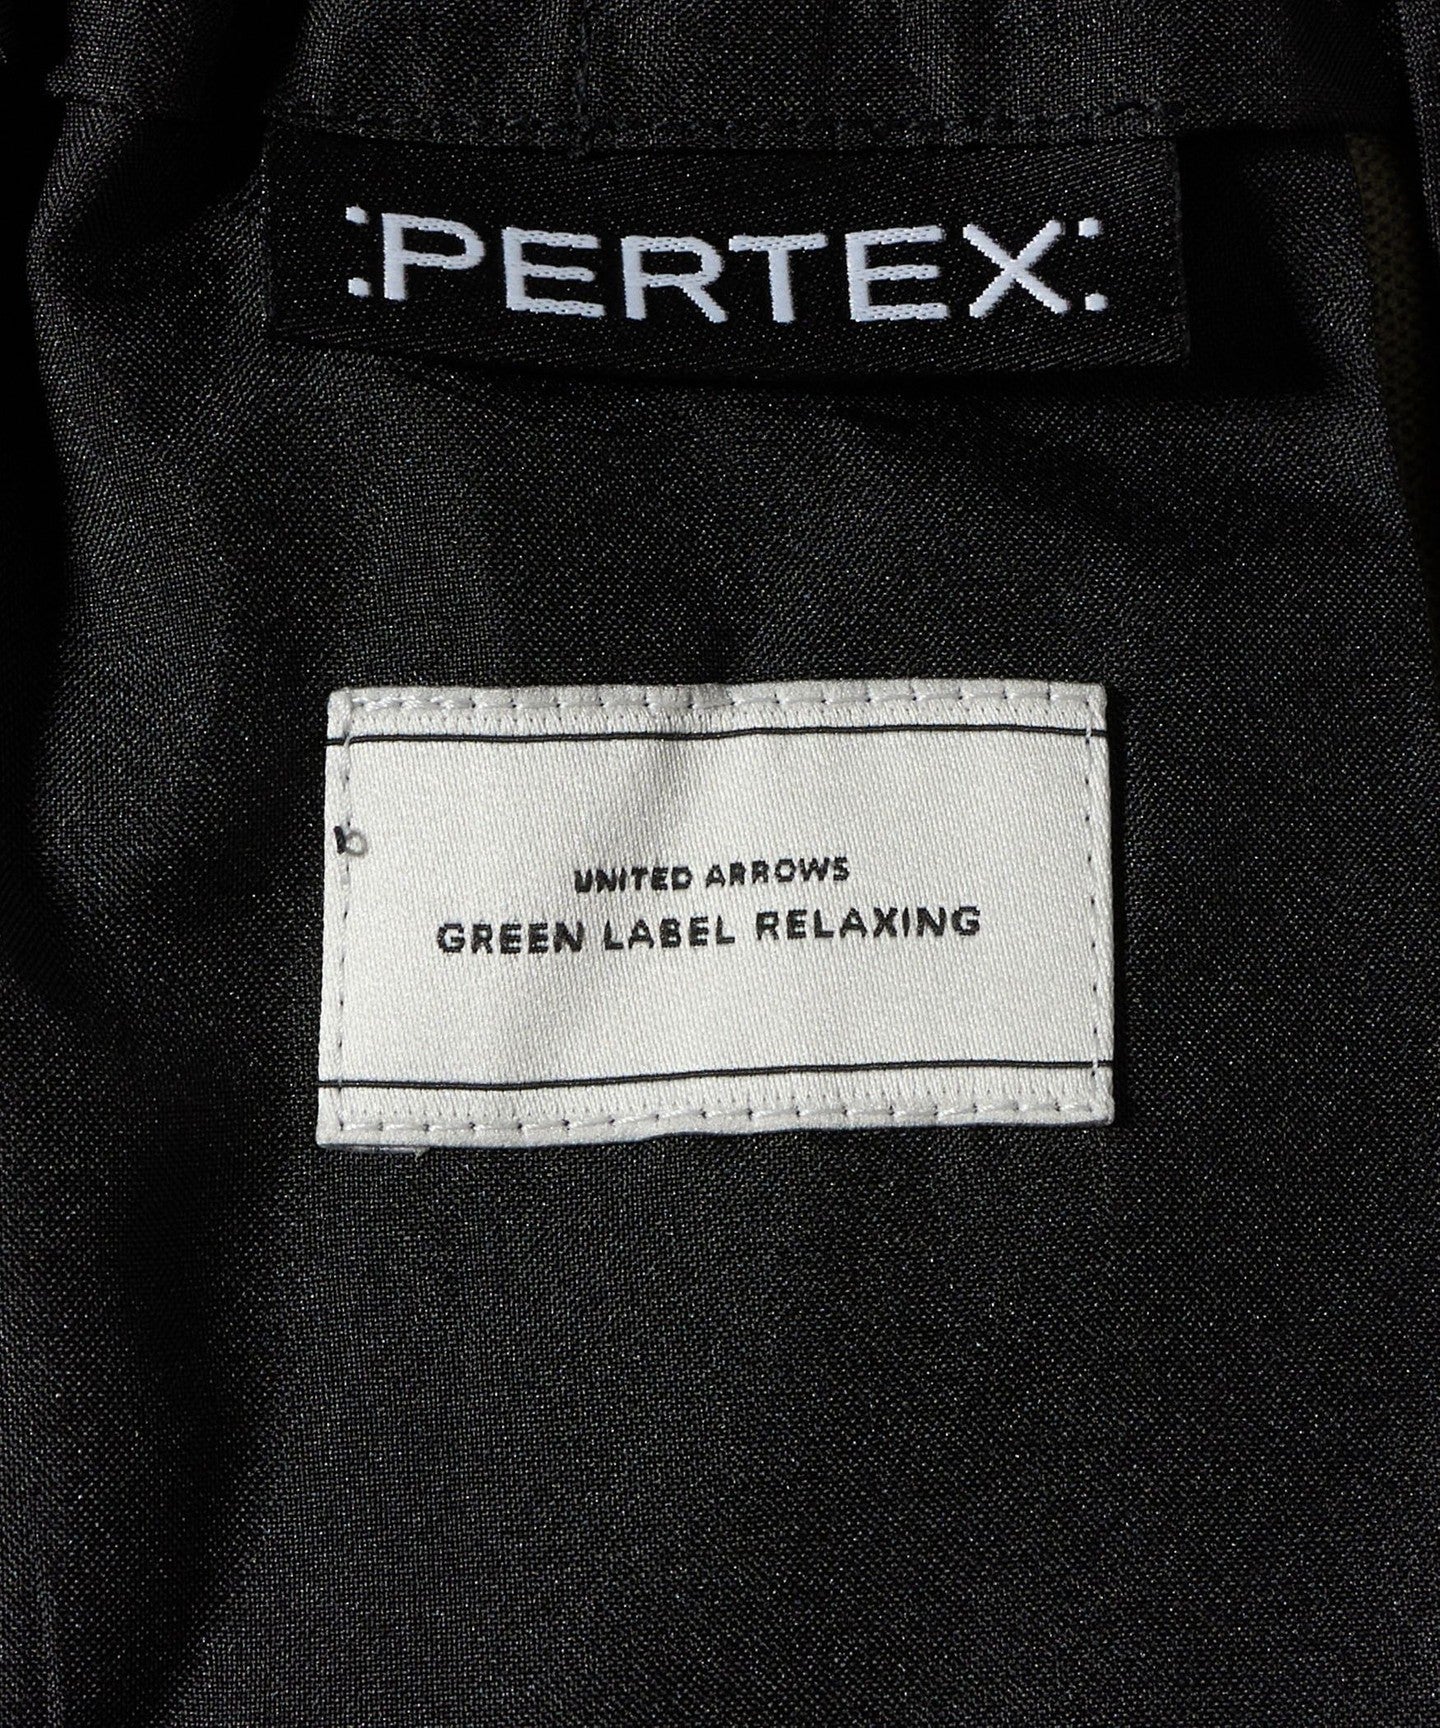 :PERTEX:
UNITED ARROWS
GREEN LABEL RELAXING